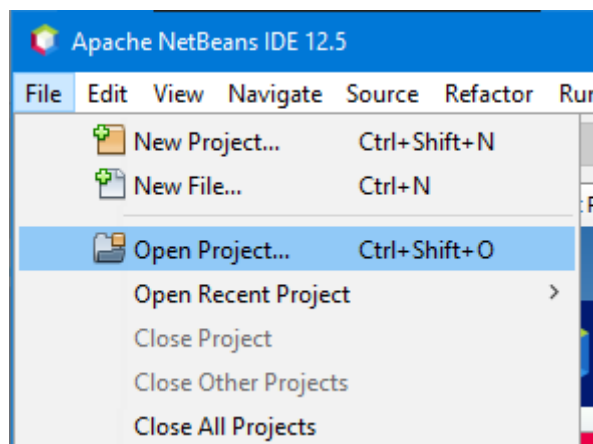 Apache NetBeans IDE 12.5
File Edit View Navigate Source Refactor
New Project... Ctrl+Shift+N
New File... Ctrl+N
Open Project... Ctrl+Shift+O
Open Recent Project
Close Project
Close Other Projects
Close All Projects